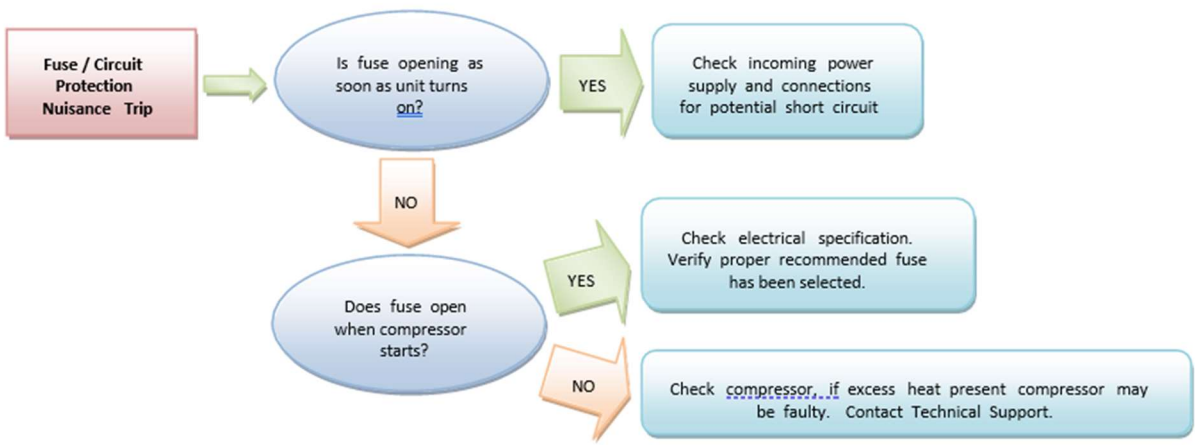 Fuse / Circuit
Protection
Nuisance Trip
Is fuse opening as
soon as unit turns
on?
YES
Check incoming power
supply and connections
for potential short circuit
NO
Does fuse open
when compressor
starts?
YES
Check electrical specification.
Verify proper recommended fuse
has been selected.
NO
Check compressor, if excess heat present compressor may
be faulty. Contact Technical Support.